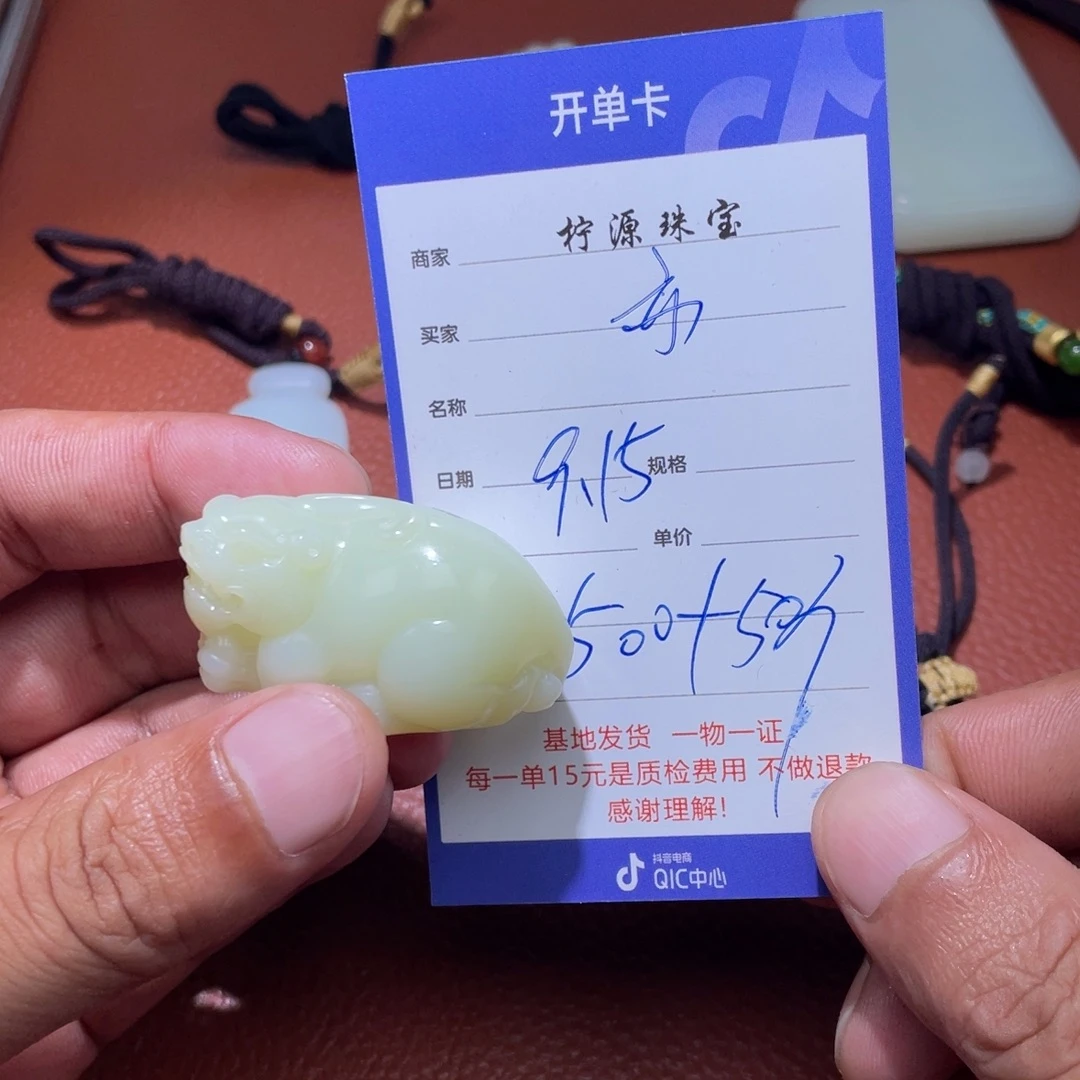 开单卡
商家 柠源珠宝
买家
名称
日期 9.15 规格
单价
500+50
基地发货 一物一证
每一单15元是质检费用 不做退款
感谢理解!
抖音电商
QIC中心